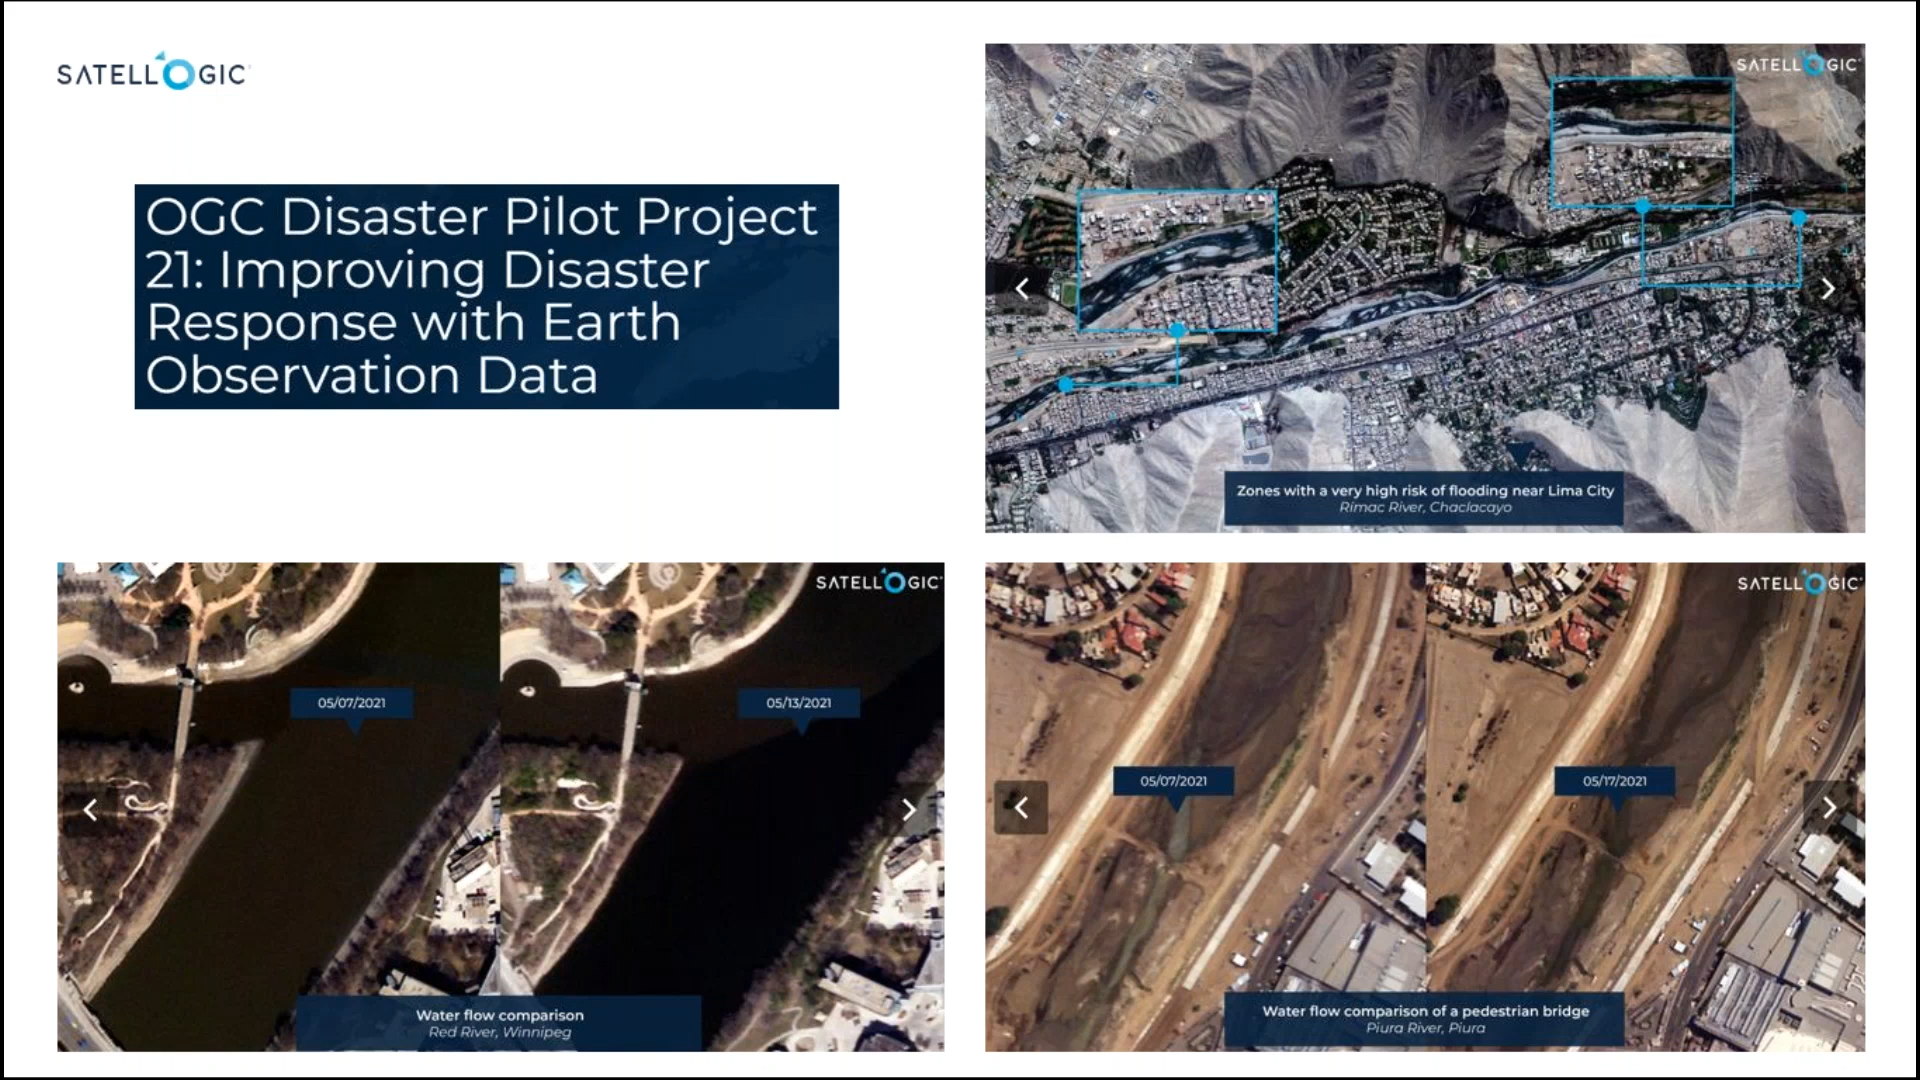 SATELLOGIC
OGC Disaster Pilot Project
21: Improving Disaster
Response with Earth
Observation Data
SATELLOGIC
Zones with a very high risk of flooding near Lima City
Rímac River, Chaclacayo
SATELLOGIC
05/07/2021
05/13/2021
Water flow comparison
Red River, Winnipeg
SATELLOGIC
05/07/2021
05/17/2021
Water flow comparison of a pedestrian bridge
Piura River, Piura